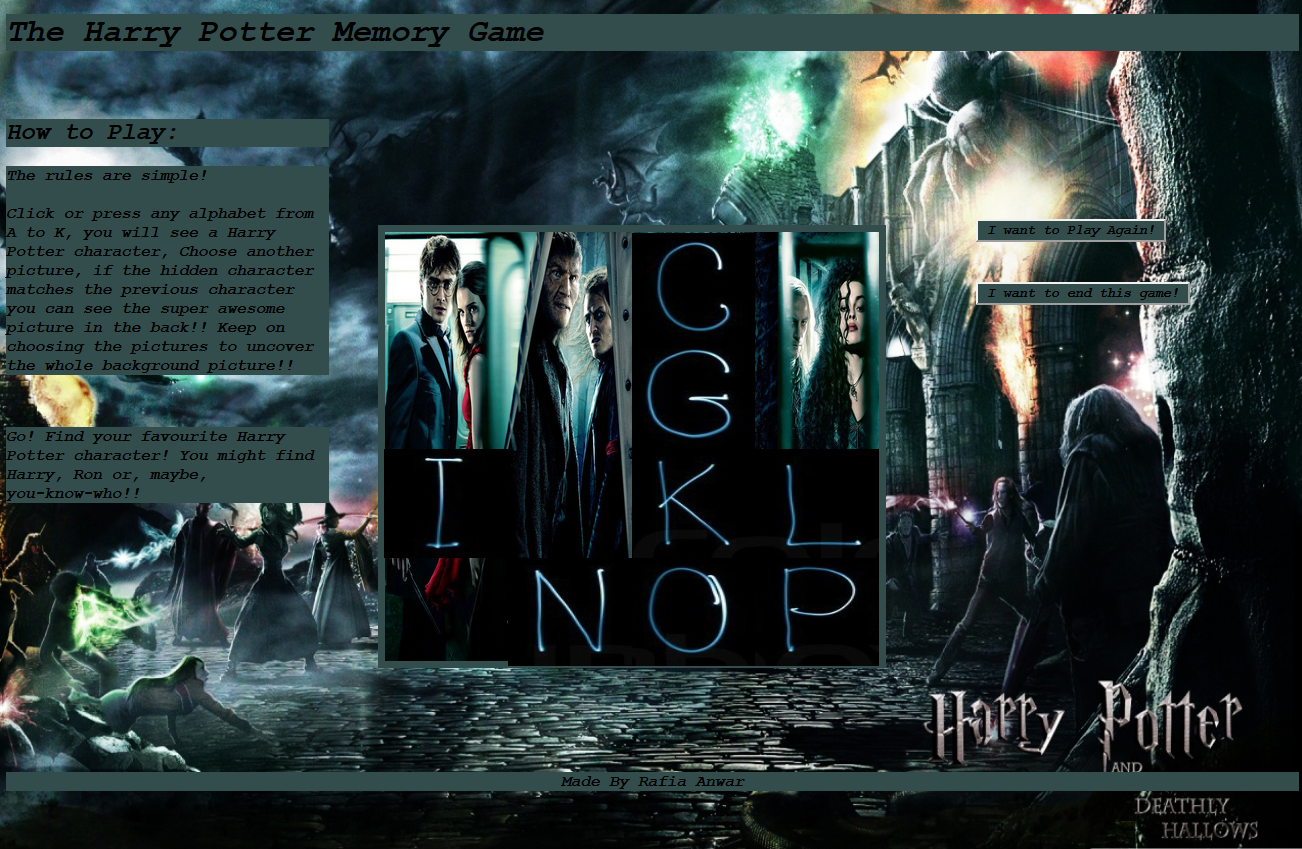 The Harry Potter Memory Game
How to Play:
The rules are simple!
Click or press any alphabet from
A to K, you will see a Harry
Potter character, Choose another
picture, if the hidden character
matches the previous character
you can see the super awesome
picture in the back!! Keep on
choosing the pictures to uncover
the whole background picture!!
Go! Find your favourite Harry
Potter character! You might find
Harry, Ron or, maybe,
you-know-who!!
C
G
I K L
N O P
I want to Play Again!
I want to end this game!
Harry Potter
AND
DEATHLY
HALLOWS
Made By Rafia Anwar